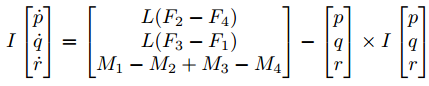 I [ṗ q̇ ṙ] = [L(F₂ − F₄) L(F₃ − F₁) M₁ − M₂ + M₃ − M₄] − [p q r] × I [p q r]